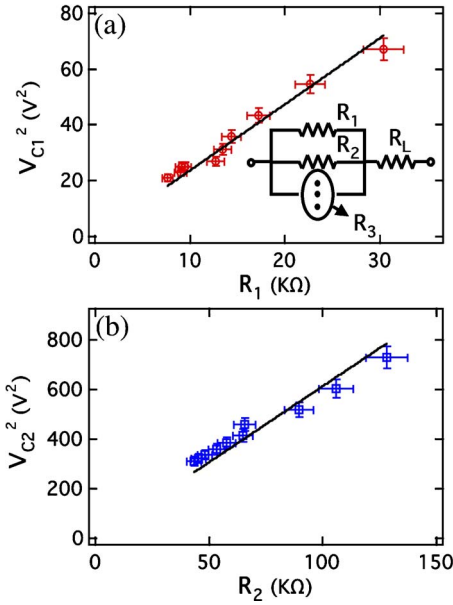 (a)
80
60
40
20
0
V_C1^2 (V^2)
R_1
R_2
R_L
R_3
0 10 20 30
R_1 (KΩ)
(b)
800
600
400
200
0
V_C2^2 (V^2)
0 50 100 150
R_2 (KΩ)